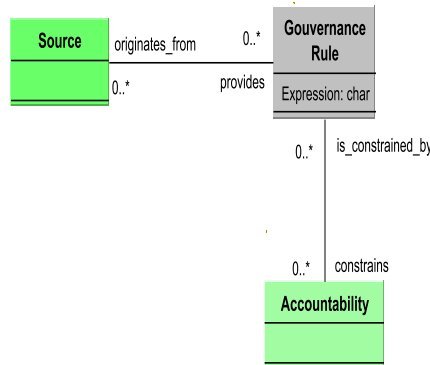 Source
originates_from
0..*
Gouvernance
Rule
0..*
provides
Expression: char
0..*
is_constrained_by
0..*
constrains
Accountability